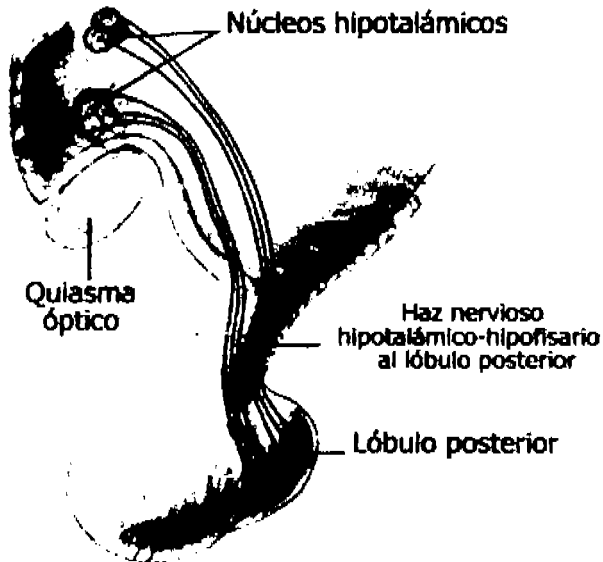 Núcleos hipotalámicos
Quiasma
óptico
Haz nervioso
hipotalámico-hipofisario
al lóbulo posterior
Lóbulo posterior